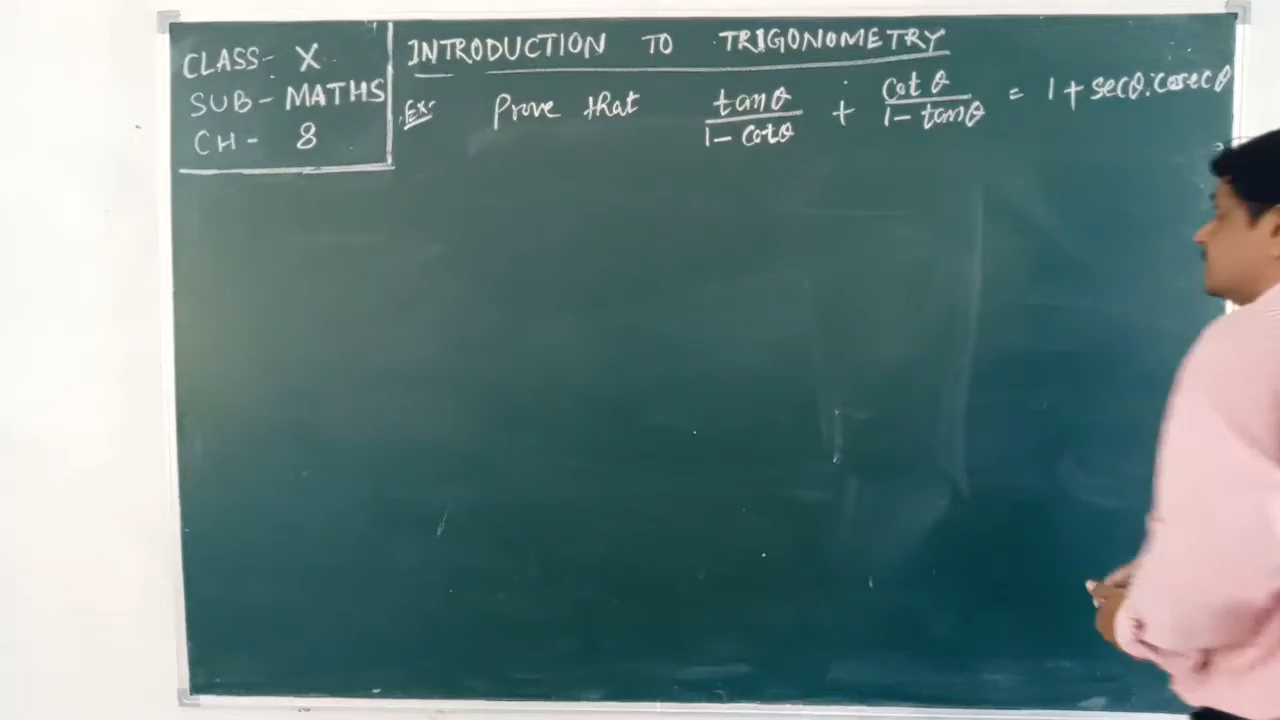 CLASS- X
SUB - MATHS
CH - 8
INTRODUCTION TO TRIGONOMETRY
Ex: Prove that tanθ/1-cotθ + cotθ/1-tanθ = 1+secθ.cosecθ